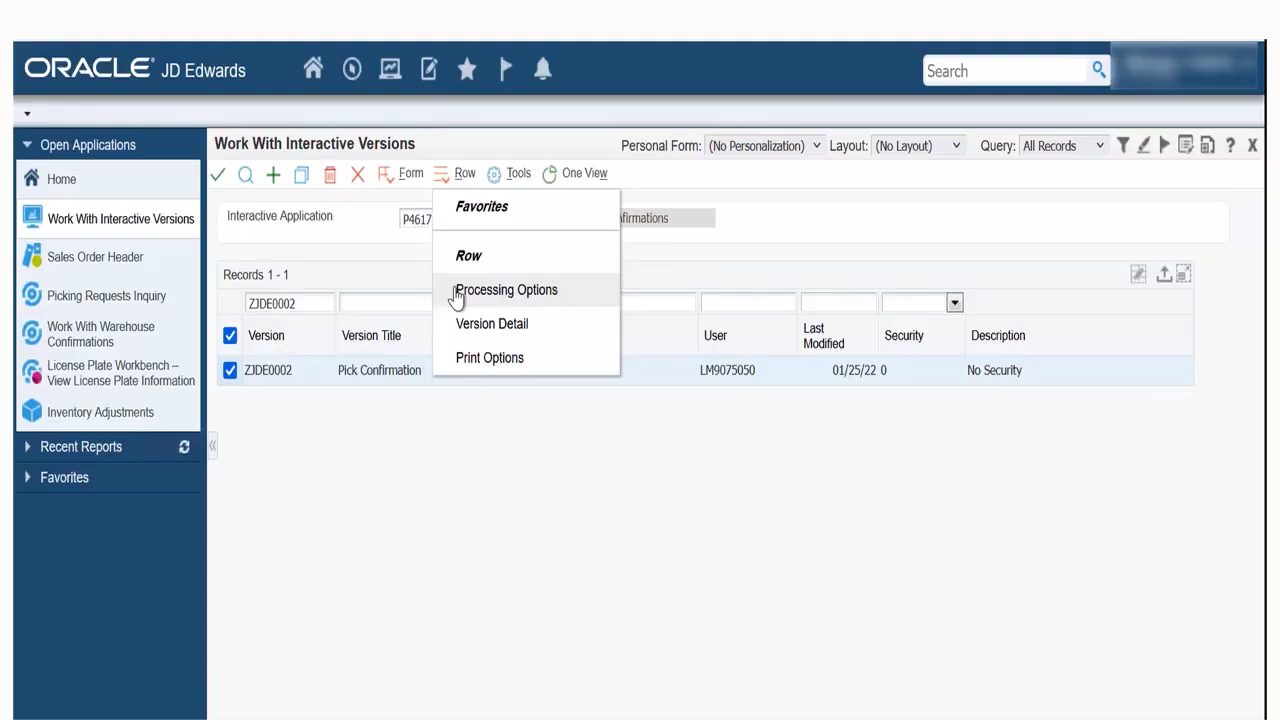 ORACLE JD Edwards
Search
Open Applications
Home
Work With Interactive Versions
Sales Order Header
Picking Requests Inquiry
Work With Warehouse
Confirmations
License Plate Workbench –
View License Plate Information
Inventory Adjustments
Recent Reports
Favorites
Work With Interactive Versions
Personal Form: (No Personalization) Layout: (No Layout) Query: All Records
Form Row Tools One View
Favorites
Row
Processing Options
Version Detail
Print Options
Interactive Application P4617 nfirmations
Records 1 - 1
ZJDE0002
Version Version Title User Last Modified Security Description
ZJDE0002 Pick Confirmation LM9075050 01/25/22 0 No Security